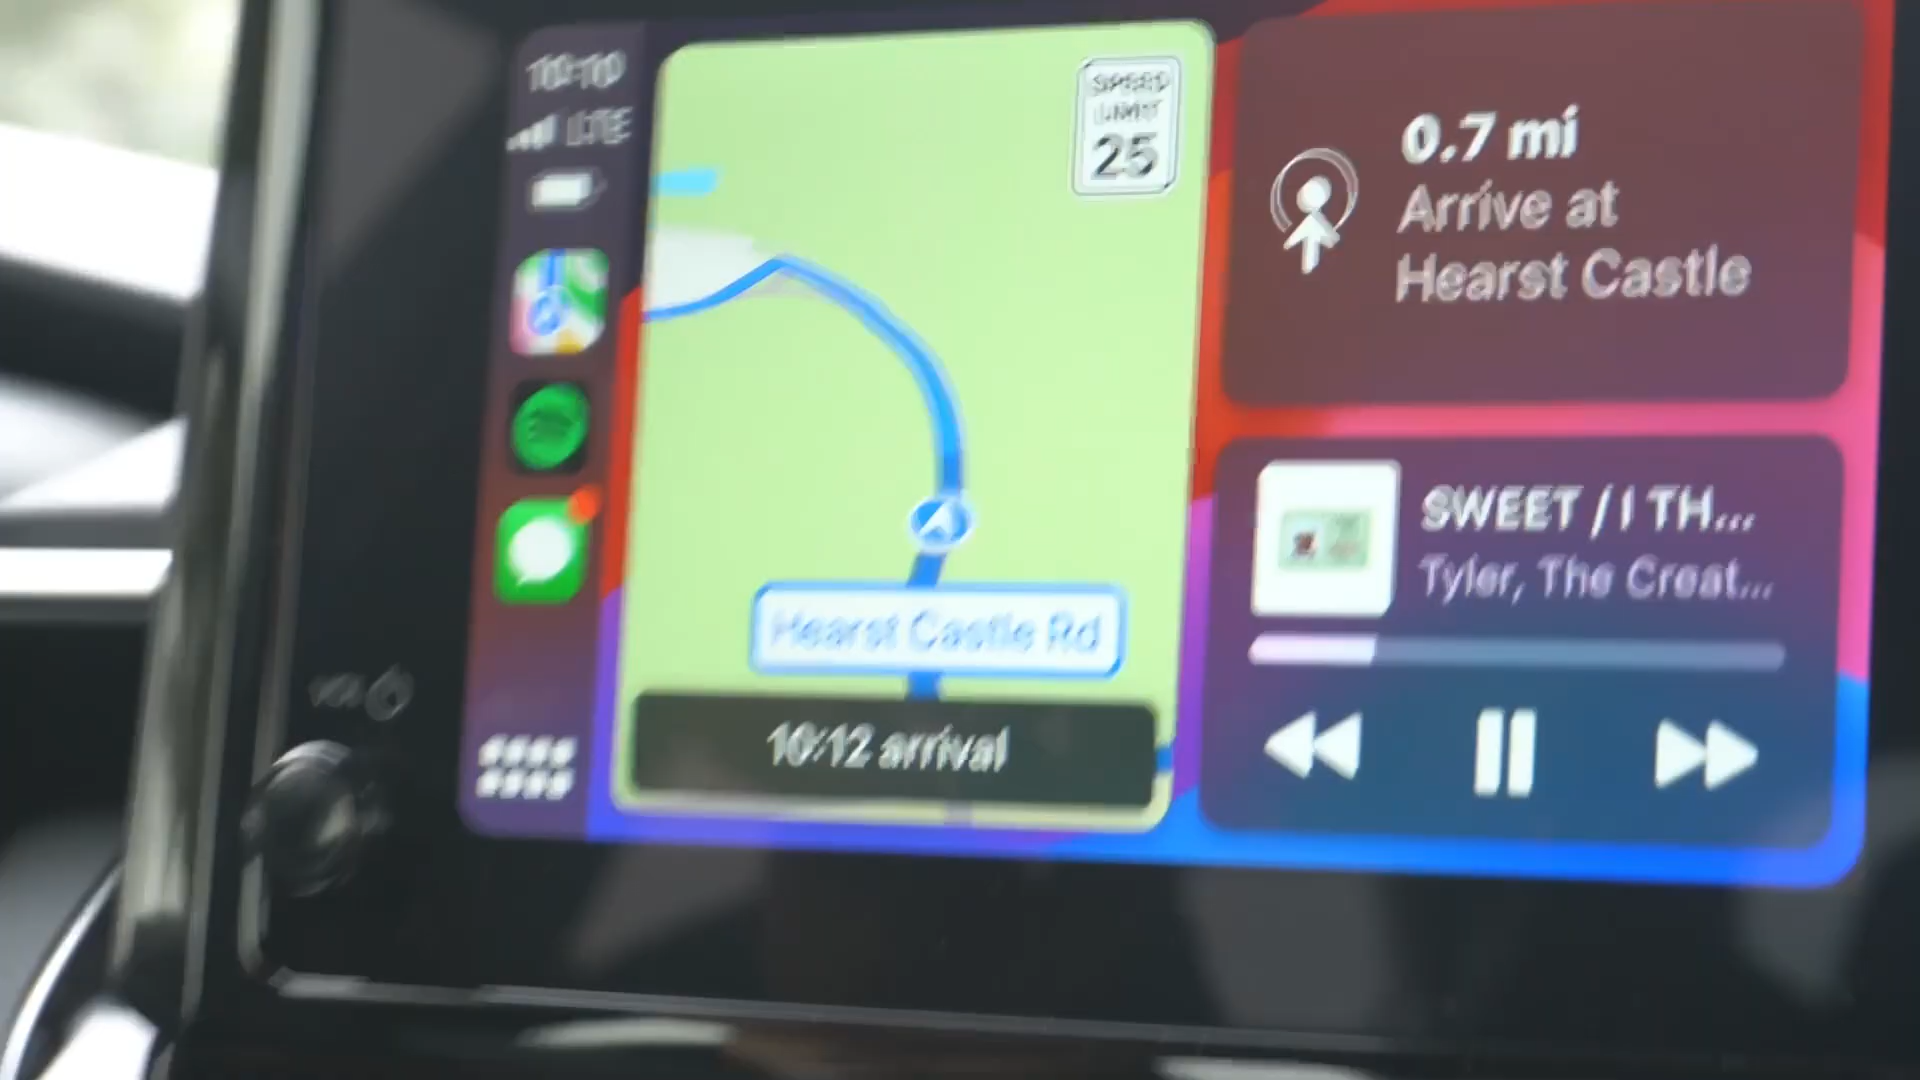 10:10
LTE
SPEED
LIMIT
25
Hearst Castle Rd
10:12 arrival
0.7 mi
Arrive at
Hearst Castle
SWEET / I TH...
Tyler, The Creat...
VOL